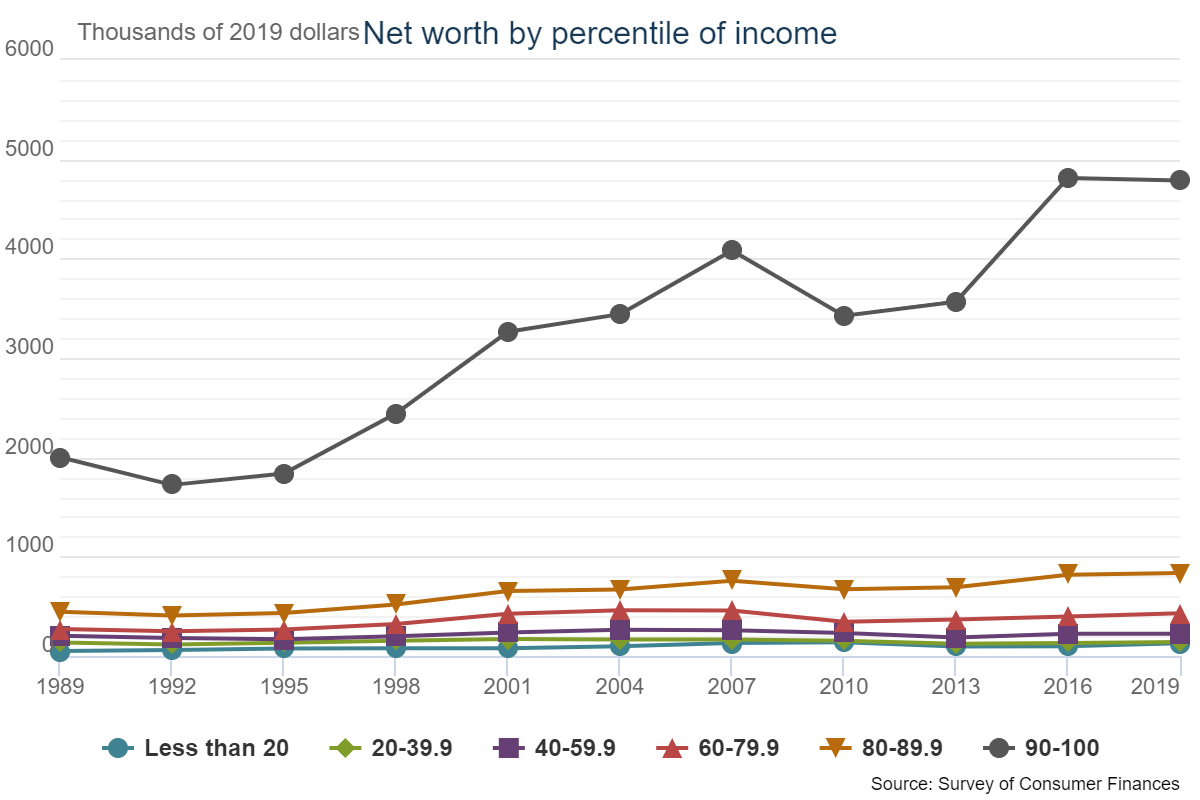 Thousands of 2019 dollars Net worth by percentile of income
6000
5000
4000
3000
2000
1000
0
1989 1992 1995 1998 2001 2004 2007 2010 2013 2016 2019
Less than 20 20-39.9 40-59.9 60-79.9 80-89.9 90-100
Source: Survey of Consumer Finances